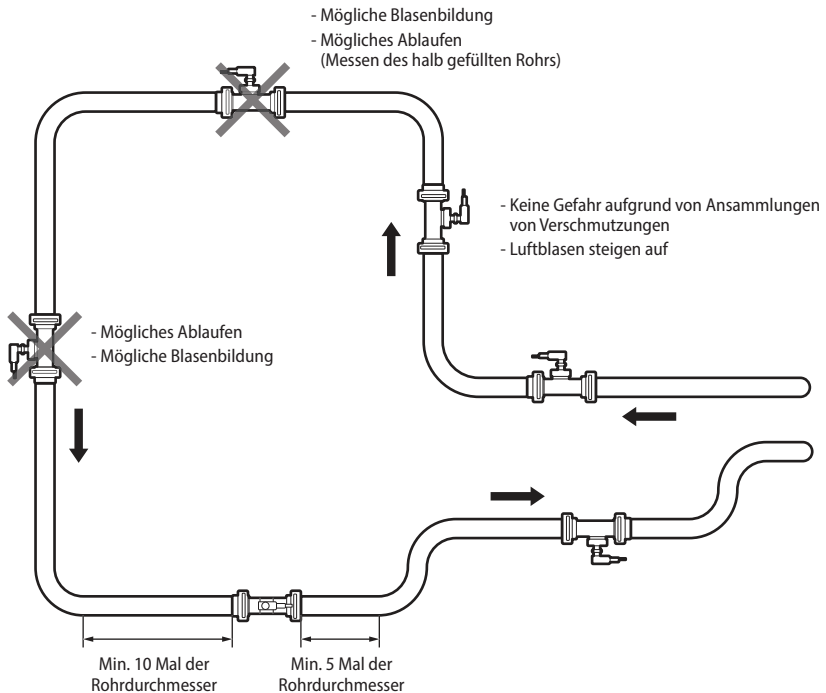 - Mögliche Blasenbildung
- Mögliches Ablaufen
(Messen des halb gefüllten Rohrs)
- Keine Gefahr aufgrund von Ansammlungen
von Verschmutzungen
- Luftblasen steigen auf
- Mögliches Ablaufen
- Mögliche Blasenbildung
Min. 10 Mal der
Rohrdurchmesser
Min. 5 Mal der
Rohrdurchmesser